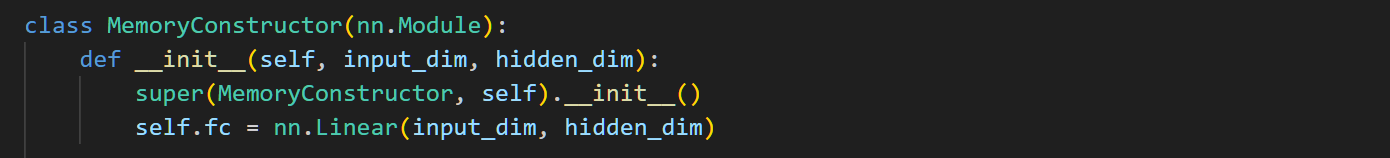 class MemoryConstructor(nn.Module):
    def __init__(self, input_dim, hidden_dim):
        super(MemoryConstructor, self).__init__()
        self.fc = nn.Linear(input_dim, hidden_dim)